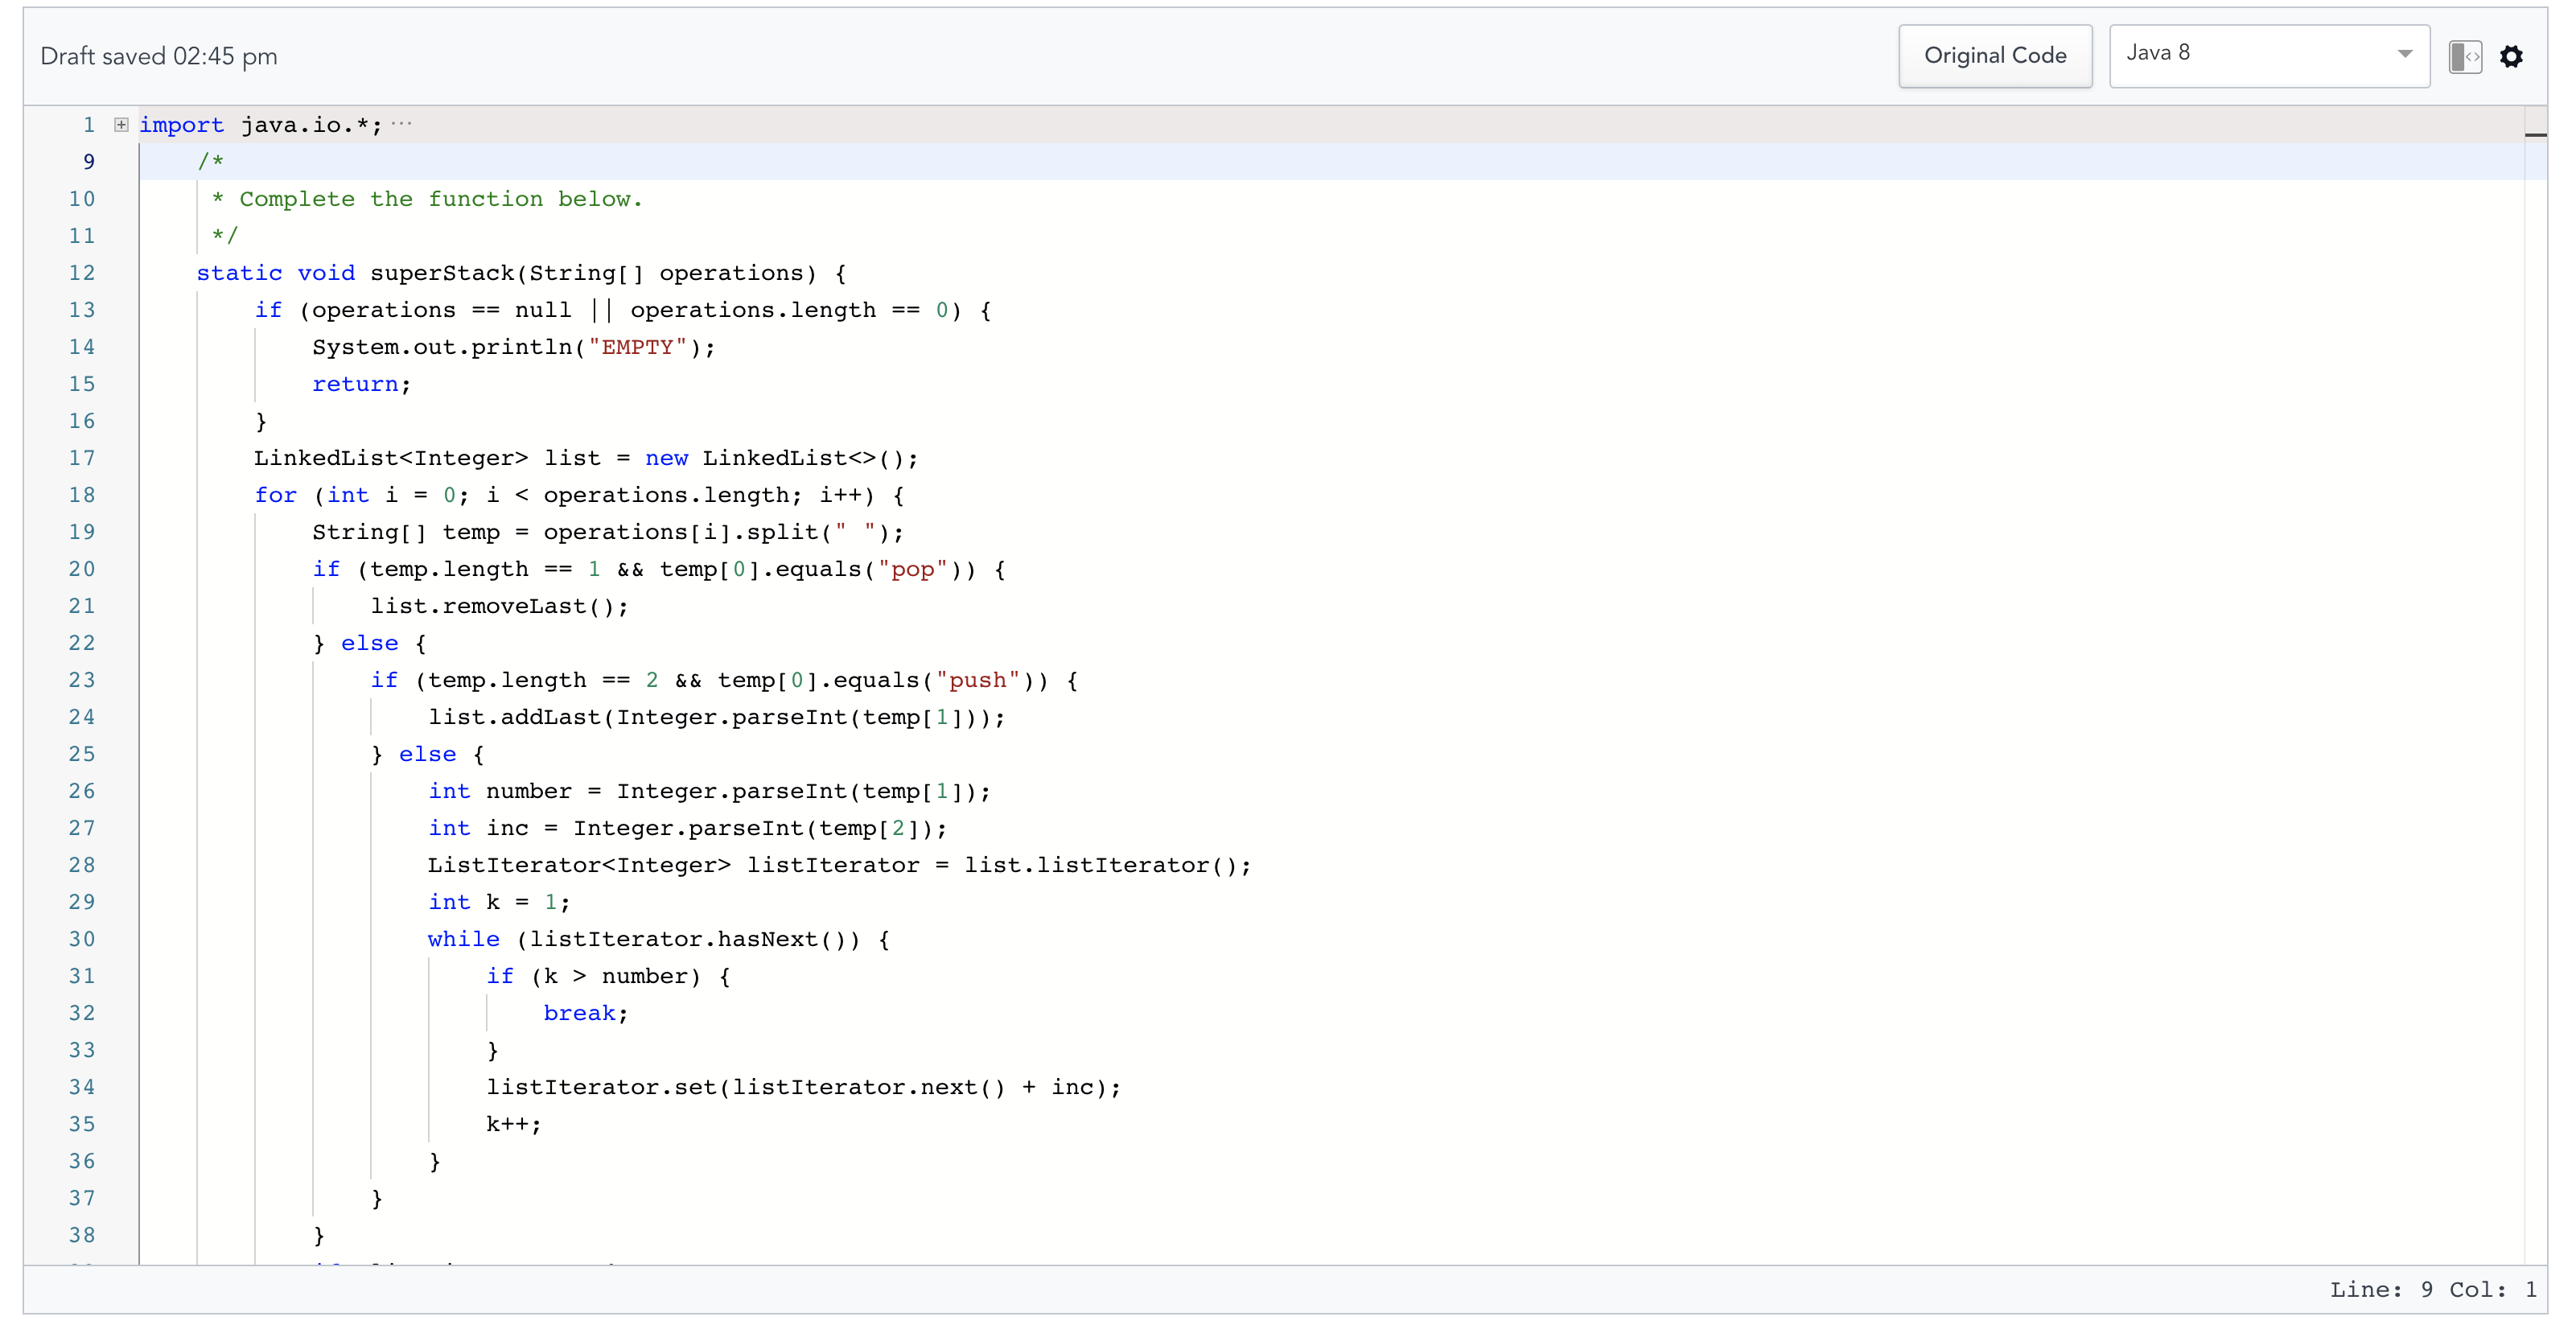 Draft saved 02:45 pm
Original Code
Java 8
1 import java.io.*; ···
9 /*
10 * Complete the function below.
11 */
12 static void superStack(String[] operations) {
13 if (operations == null || operations.length == 0) {
14 System.out.println("EMPTY");
15 return;
16 }
17 LinkedList<Integer> list = new LinkedList<>();
18 for (int i = 0; i < operations.length; i++) {
19 String[] temp = operations[i].split(" ");
20 if (temp.length == 1 && temp[0].equals("pop")) {
21 list.removeLast();
22 } else {
23 if (temp.length == 2 && temp[0].equals("push")) {
24 list.addLast(Integer.parseInt(temp[1]));
25 } else {
26 int number = Integer.parseInt(temp[1]);
27 int inc = Integer.parseInt(temp[2]);
28 ListIterator<Integer> listIterator = list.listIterator();
29 int k = 1;
30 while (listIterator.hasNext()) {
31 if (k > number) {
32 break;
33 }
34 listIterator.set(listIterator.next() + inc);
35 k++;
36 }
37 }
38 }
Line: 9 Col: 1